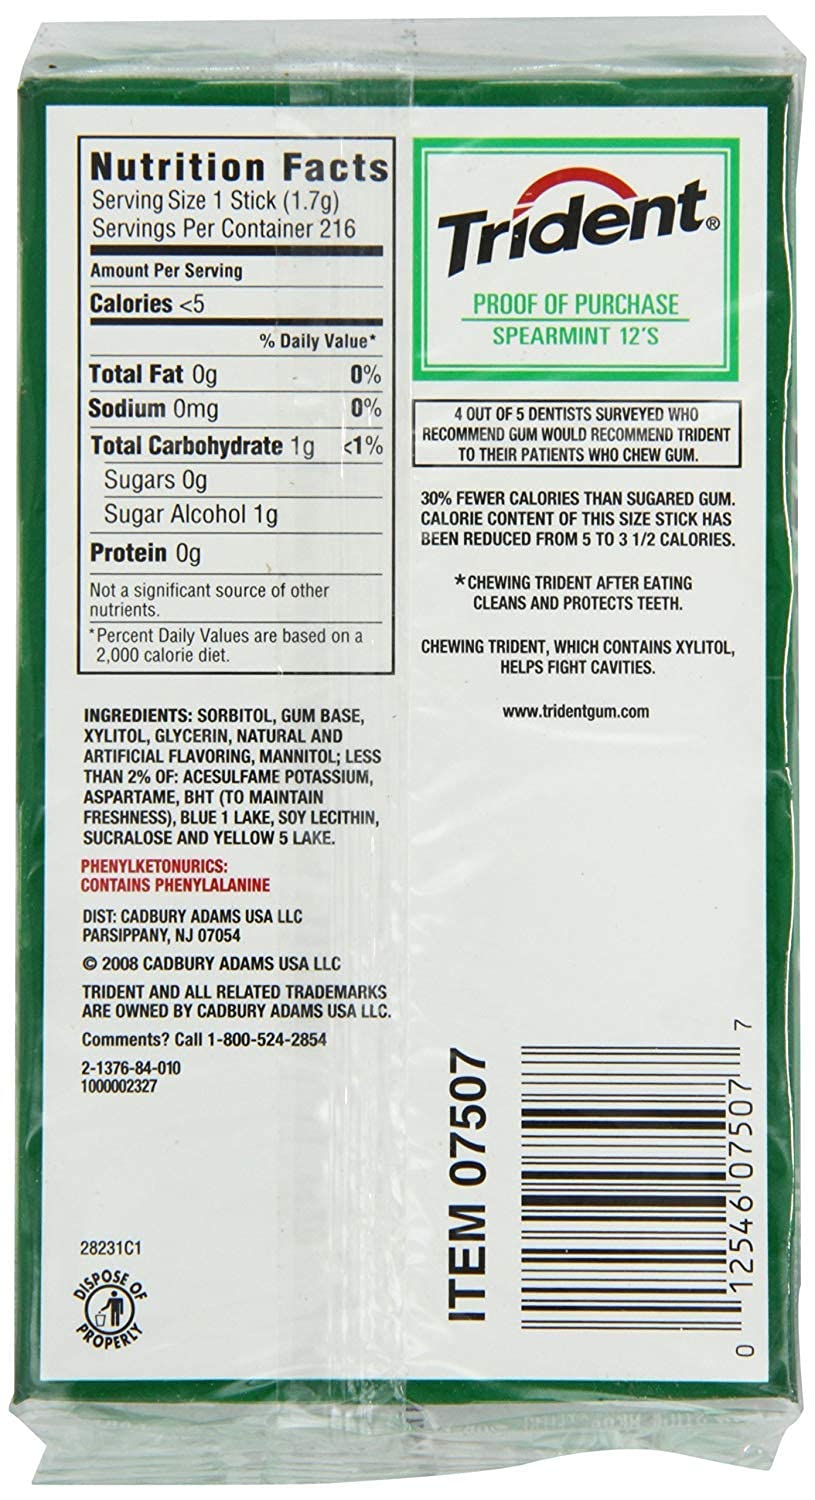 Nutrition Facts
Serving Size 1 Stick (1.7g)
Servings Per Container 216
Amount Per Serving
Calories <5
% Daily Value*
Total Fat 0g 0%
Sodium 0mg 0%
Total Carbohydrate 1g <1%
Sugars 0g
Sugar Alcohol 1g
Protein 0g
Not a significant source of other
nutrients.
*Percent Daily Values are based on a
2,000 calorie diet.
INGREDIENTS: SORBITOL, GUM BASE,
XYLITOL, GLYCERIN, NATURAL AND
ARTIFICIAL FLAVORING, MANNITOL; LESS
THAN 2% OF: ACESULFAME POTASSIUM,
ASPARTAME, BHT (TO MAINTAIN
FRESHNESS), BLUE 1 LAKE, SOY LECITHIN,
SUCRALOSE AND YELLOW 5 LAKE.
PHENYLKETONURICS:
CONTAINS PHENYLALANINE
DIST: CADBURY ADAMS USA LLC
PARSIPPANY, NJ 07054
© 2008 CADBURY ADAMS USA LLC
TRIDENT AND ALL RELATED TRADEMARKS
ARE OWNED BY CADBURY ADAMS USA LLC.
Comments? Call 1-800-524-2854
2-1376-84-010
1000002327
28231C1
DISPOSE OF
PROPERLY
Trident®
PROOF OF PURCHASE
SPEARMINT 12'S
4 OUT OF 5 DENTISTS SURVEYED WHO
RECOMMEND GUM WOULD RECOMMEND TRIDENT
TO THEIR PATIENTS WHO CHEW GUM.
30% FEWER CALORIES THAN SUGARED GUM.
CALORIE CONTENT OF THIS SIZE STICK HAS
BEEN REDUCED FROM 5 TO 3 1/2 CALORIES.
*CHEWING TRIDENT AFTER EATING
CLEANS AND PROTECTS TEETH.
CHEWING TRIDENT, WHICH CONTAINS XYLITOL,
HELPS FIGHT CAVITIES.
www.tridentgum.com
ITEM 07507
0 12546 07507 7